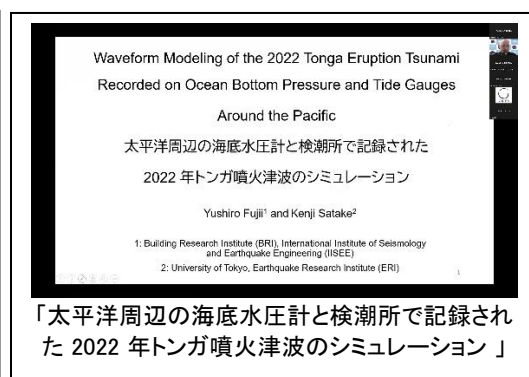 Waveform Modeling of the 2022 Tonga Eruption Tsunami
Recorded on Ocean Bottom Pressure and Tide Gauges
Around the Pacific
太平洋周辺の海底水圧計と検潮所で記録された
2022 年トンガ噴火津波のシミュレーション
Yushiro Fujii¹ and Kenji Satake²
1: Building Research Institute (BRI), International Institute of Seismology
and Earthquake Engineering (IISEE)
2: University of Tokyo, Earthquake Research Institute (ERI)
1
「太平洋周辺の海底水圧計と検潮所で記録され
た 2022 年トンガ噴火津波のシミュレーション 」